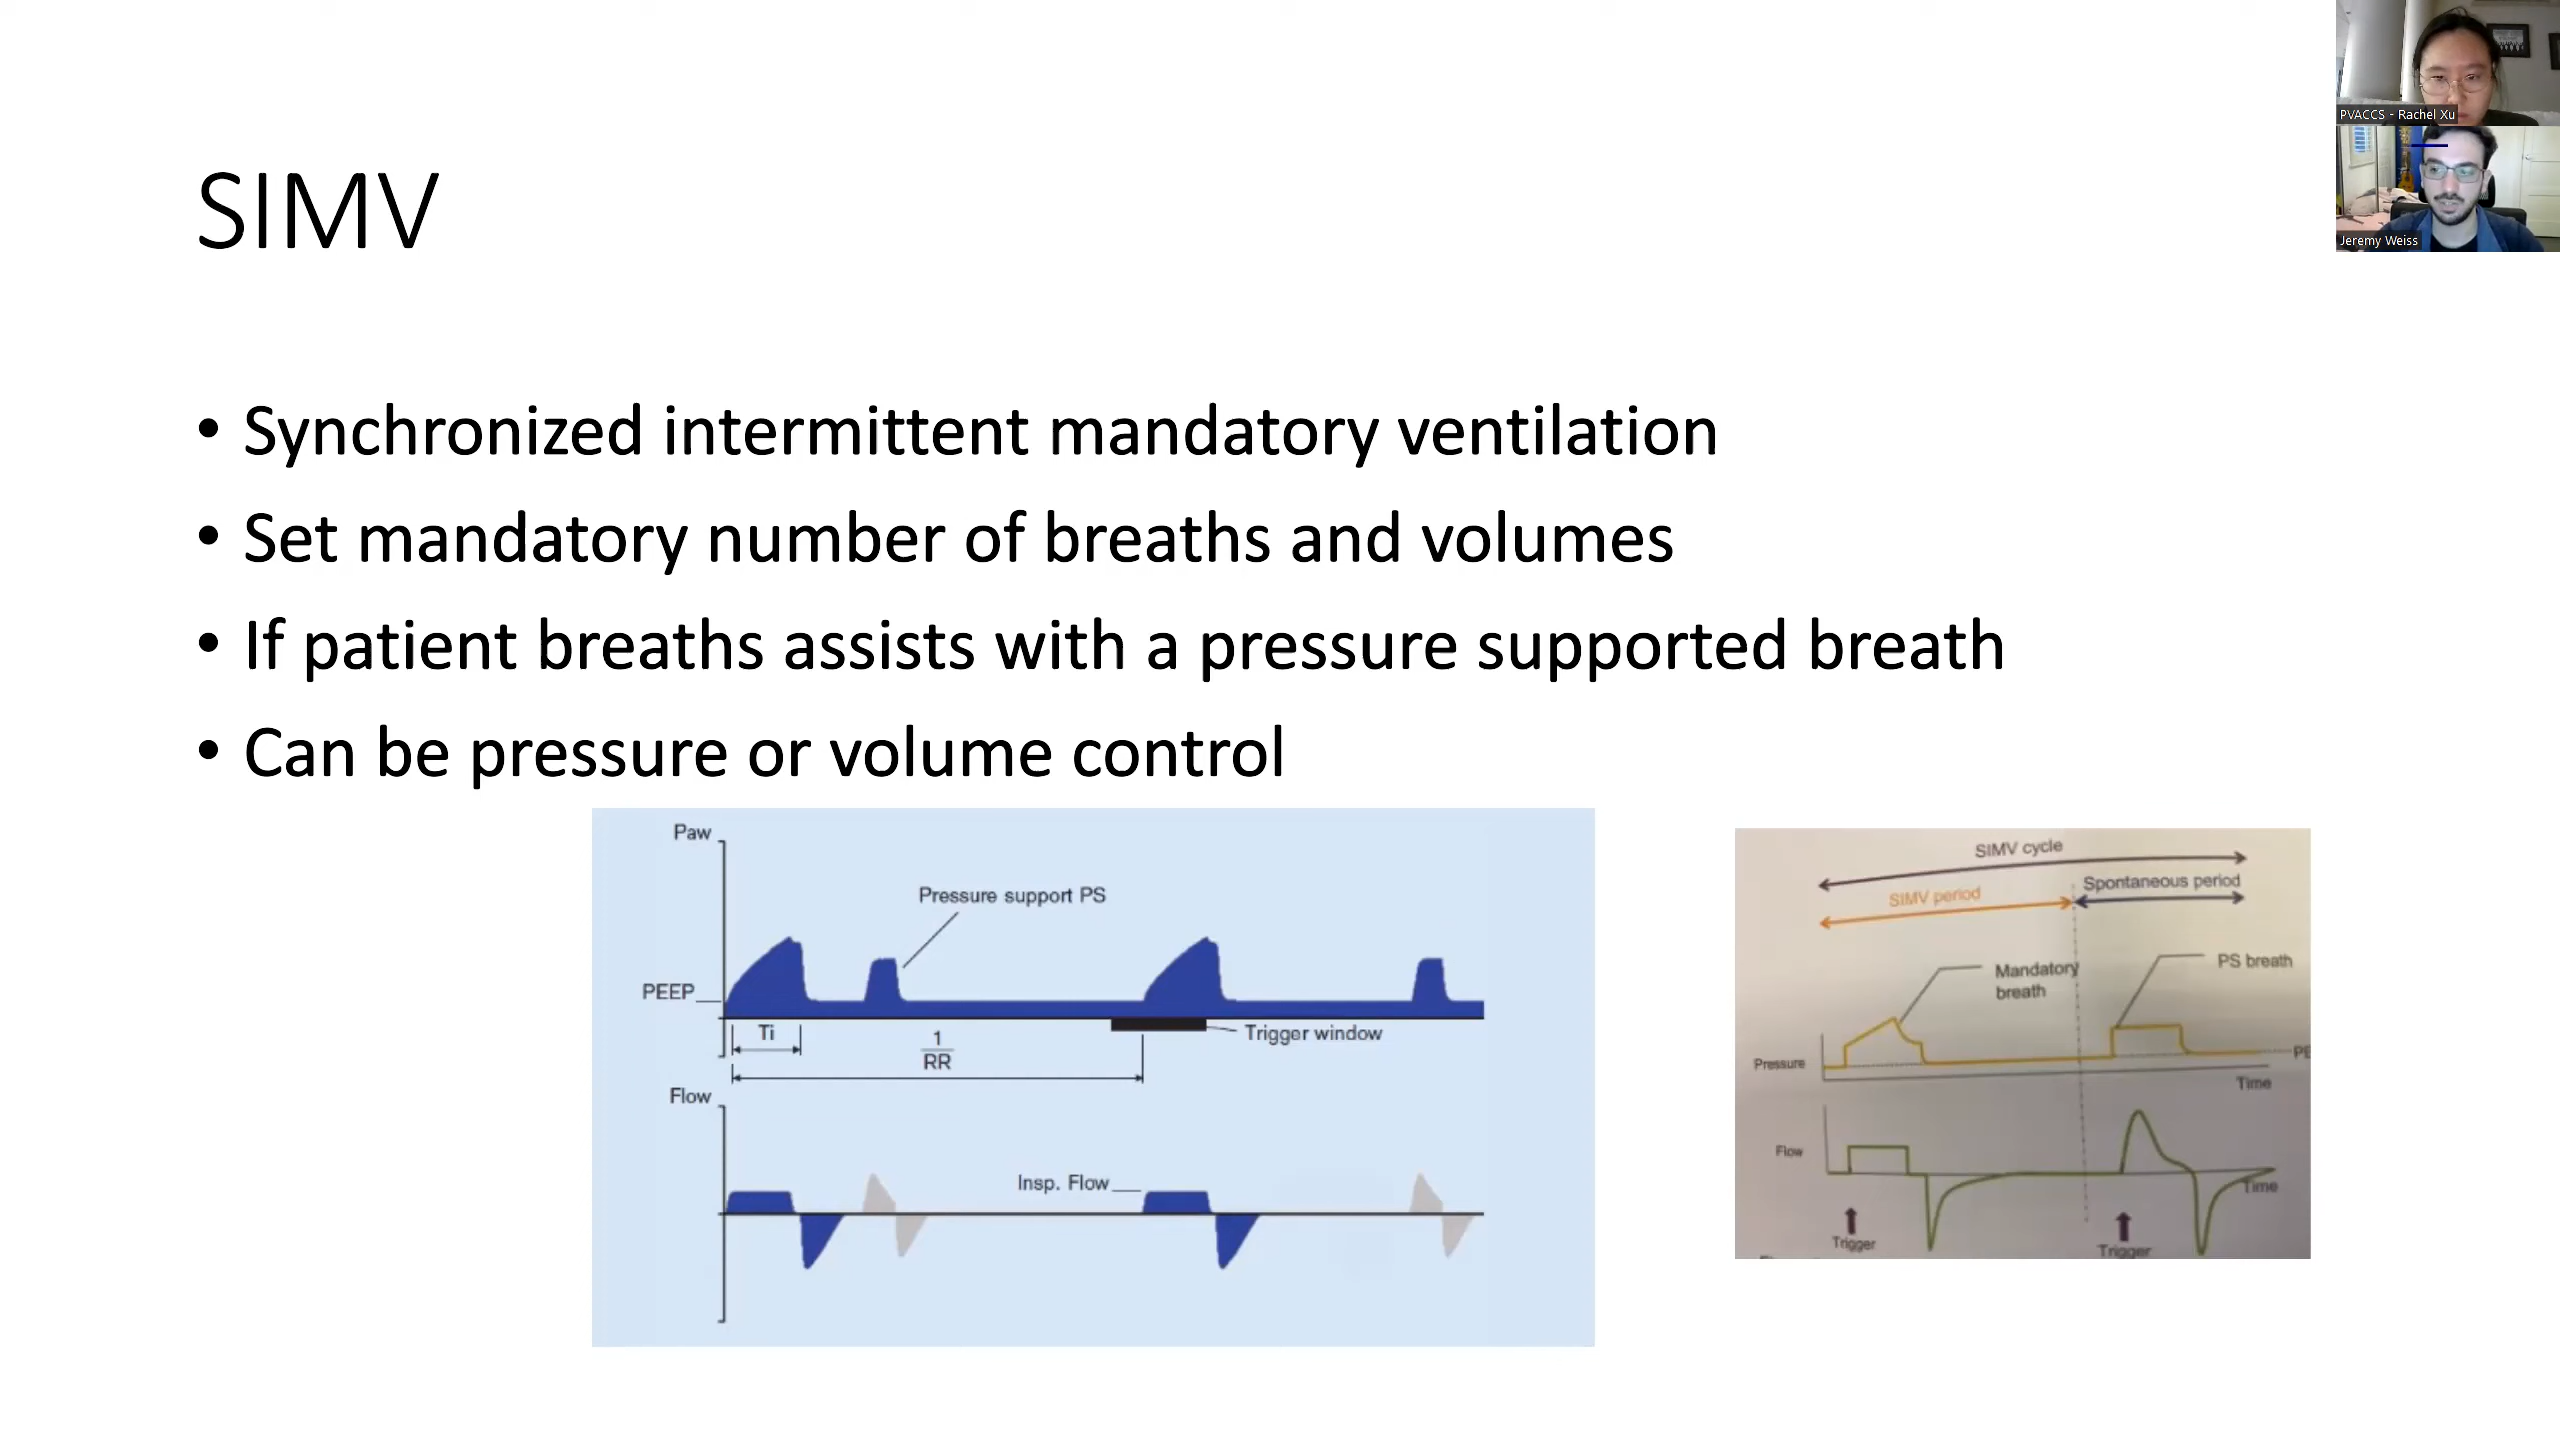 PVACCS - Rachel Xu
Jeremy Weiss
SIMV
• Synchronized intermittent mandatory ventilation
• Set mandatory number of breaths and volumes
• If patient breaths assists with a pressure supported breath
• Can be pressure or volume control
Paw
Pressure support PS
PEEP
Ti
1
RR
Trigger window
Flow
Insp. Flow
SIMV cycle
SIMV period
Spontaneous period
Mandatory
breath
PS breath
Pressure
PE
Time
Flow
Time
Trigger
Trigger